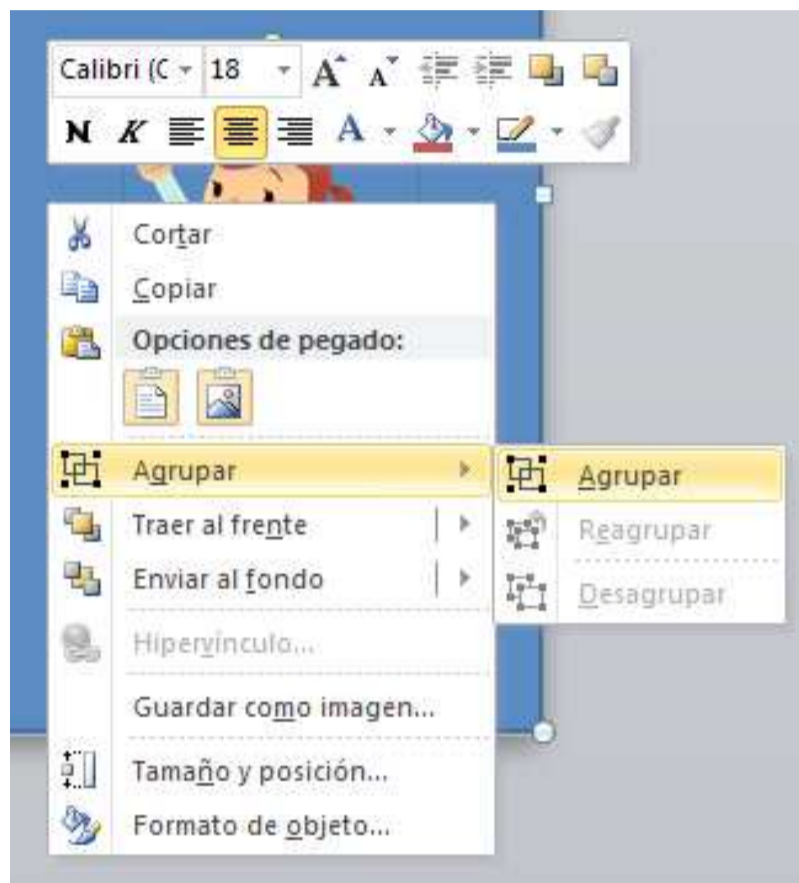 Calibri (C 18 A A
N K A
Cortar
Copiar
Opciones de pegado:
Agrupar
Agrupar
Traer al frente
Reagrupar
Enviar al fondo
Desagrupar
Hipervínculo...
Guardar como imagen...
Tamaño y posición...
Formato de objeto...